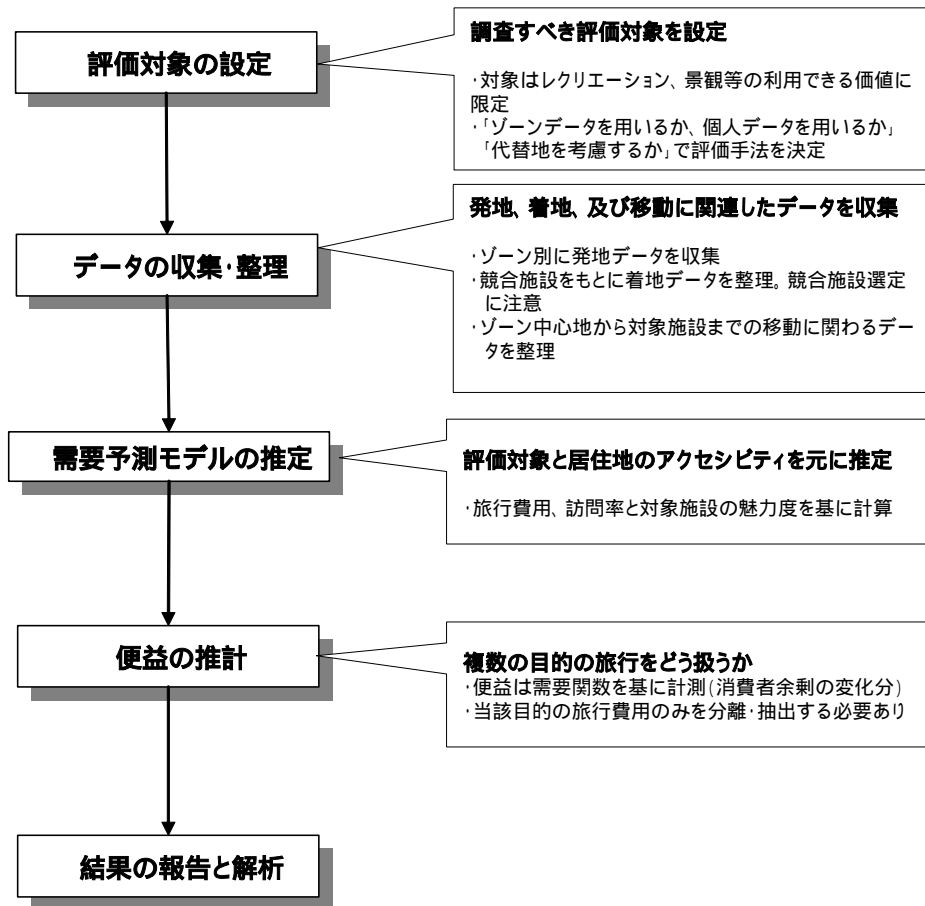 評価対象の設定
調査すべき評価対象を設定
・対象はレクリエーション、景観等の利用できる価値に
限定
・「ゾーンデータを用いるか、個人データを用いるか」
「代替地を考慮するか」で評価手法を決定
データの収集・整理
発地、着地、及び移動に関連したデータを収集
・ゾーン別に発地データを収集
・競合施設をもとに着地データを整理。競合施設選定
に注意
・ゾーン中心地から対象施設までの移動に関わるデー
タを整理
需要予測モデルの推定
評価対象と居住地のアクセシビティを元に推定
・旅行費用、訪問率と対象施設の魅力度を基に計算
便益の推計
複数の目的の旅行をどう扱うか
・便益は需要関数を基に計測(消費者余剰の変化分)
・当該目的の旅行費用のみを分離・抽出する必要あり
結果の報告と解析